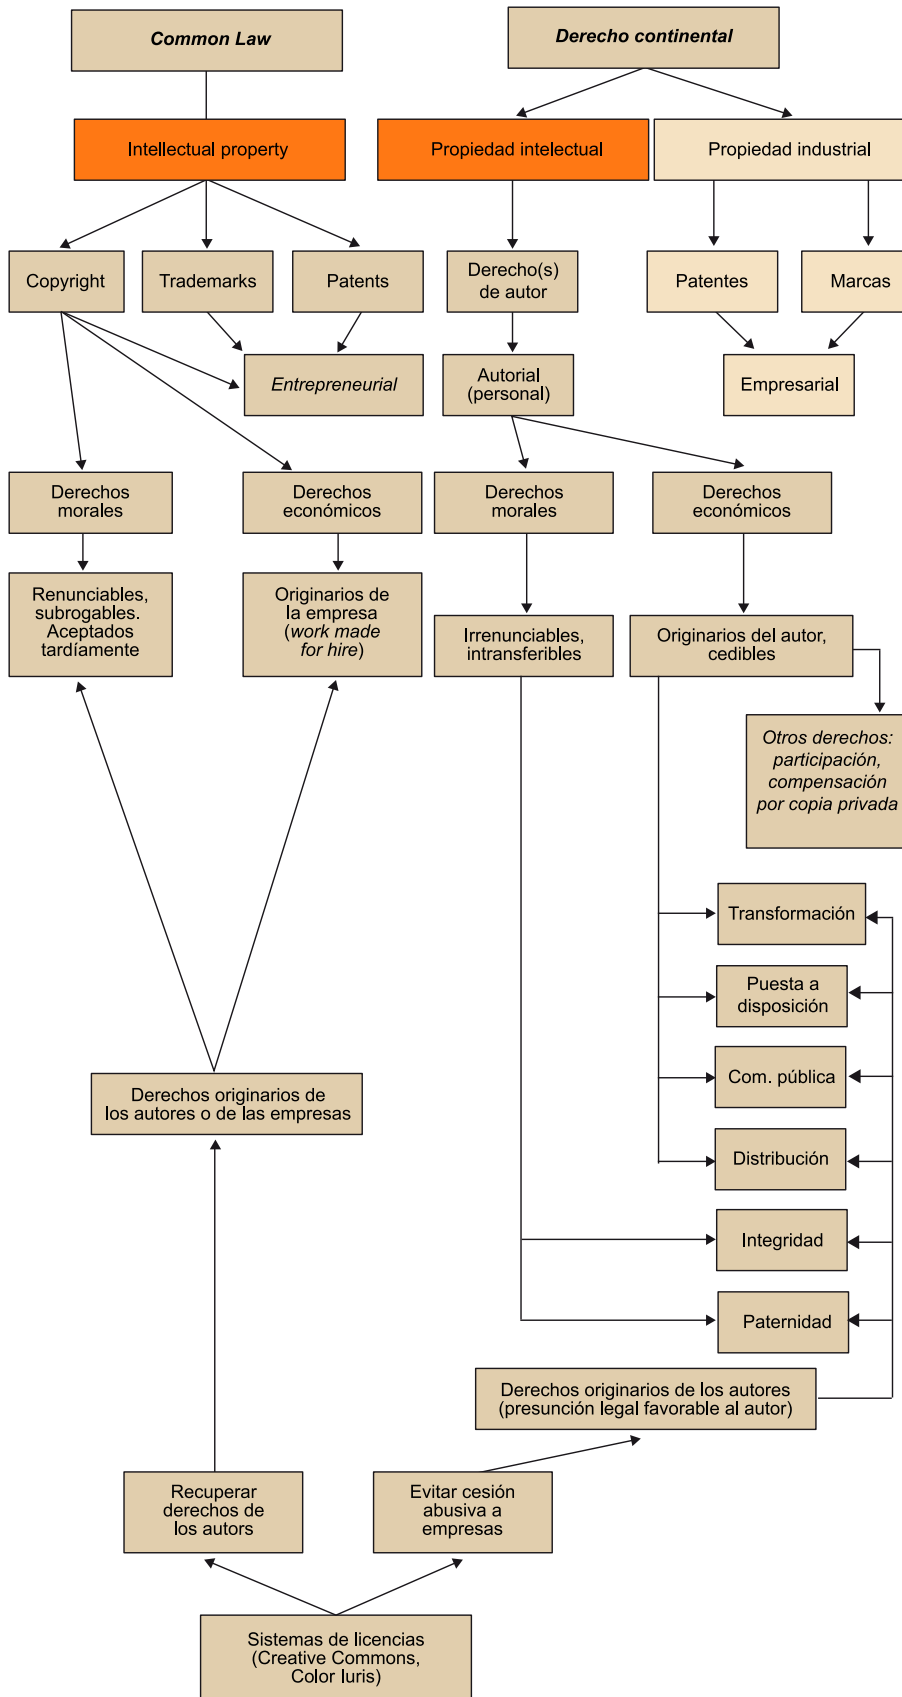 Common Law
Derecho continental
Intellectual property
Propiedad intelectual
Propiedad industrial
Copyright
Trademarks
Patents
Derecho(s)
de autor
Patentes
Marcas
Entrepreneurial
Autorial
(personal)
Empresarial
Derechos
morales
Derechos
económicos
Derechos
morales
Derechos
económicos
Renunciables,
subrogables.
Aceptados
tardíamente
Originarios de
la empresa
(work made
for hire)
Irrenunciables,
intransferibles
Originarios del autor,
cedibles
Otros derechos:
participación,
compensación
por copia privada
Transformación
Puesta a
disposición
Com. pública
Derechos originarios de
los autores o de las empresas
Distribución
Integridad
Paternidad
Derechos originarios de los autores
(presunción legal favorable al autor)
Recuperar
derechos de
los autors
Evitar cesión
abusiva a
empresas
Sistemas de licencias
(Creative Commons,
Color Iuris)